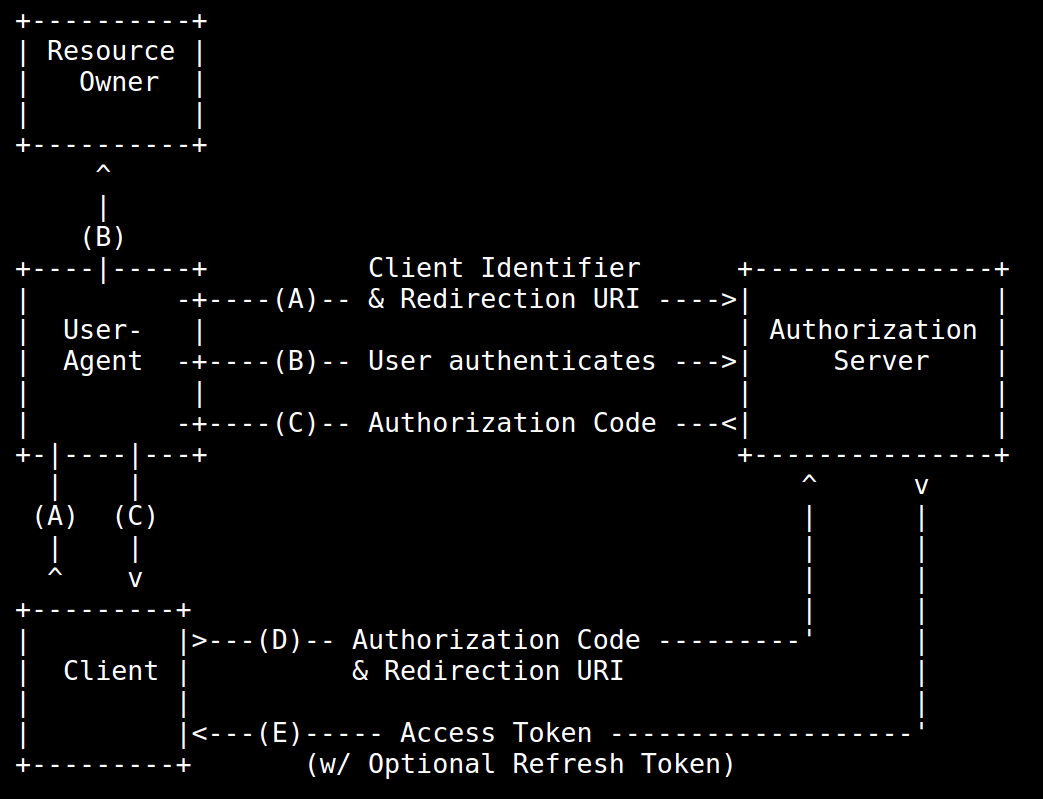 +----------+
| Resource |
|   Owner  |
|          |
+----------+
     ^
     |
    (B)
+----|-----+          Client Identifier      +---------------+
|         -+----(A)-- & Redirection URI ---->|               |
|  User-   |                                 | Authorization |
|  Agent  -+----(B)-- User authenticates --->|     Server    |
|          |                                 |               |
|         -+----(C)-- Authorization Code ---<|               |
+-|----|---+                                 +---------------+
  |    |                                         ^      v
 (A)  (C)                                        |      |
  |    |                                         |      |
  ^    v                                         |      |
+---------+                                      |      |
|         |>---(D)-- Authorization Code ---------'      |
|  Client |          & Redirection URI                  |
|         |                                             |
|         |<---(E)----- Access Token -------------------'
+---------+       (w/ Optional Refresh Token)